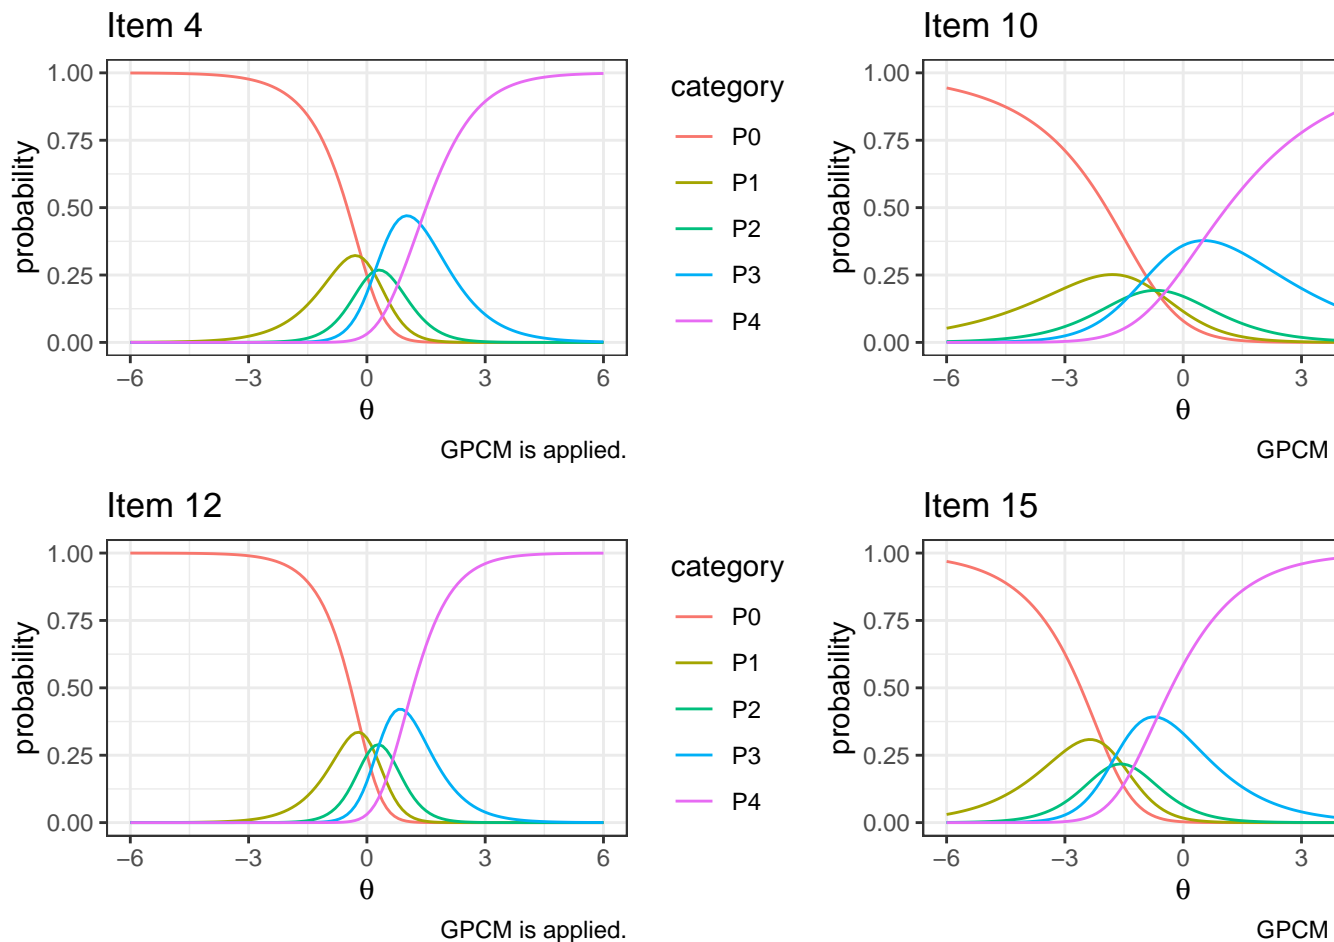 Item 4
1.00
0.75
0.50
0.25
0.00
probability
−6
−3
0
3
6
θ
GPCM is applied.
category
P0
P1
P2
P3
P4
Item 10
1.00
0.75
0.50
0.25
0.00
probability
−6
−3
0
3
θ
GPCM
Item 12
1.00
0.75
0.50
0.25
0.00
probability
−6
−3
0
3
6
θ
GPCM is applied.
category
P0
P1
P2
P3
P4
Item 15
1.00
0.75
0.50
0.25
0.00
probability
−6
−3
0
3
θ
GPCM